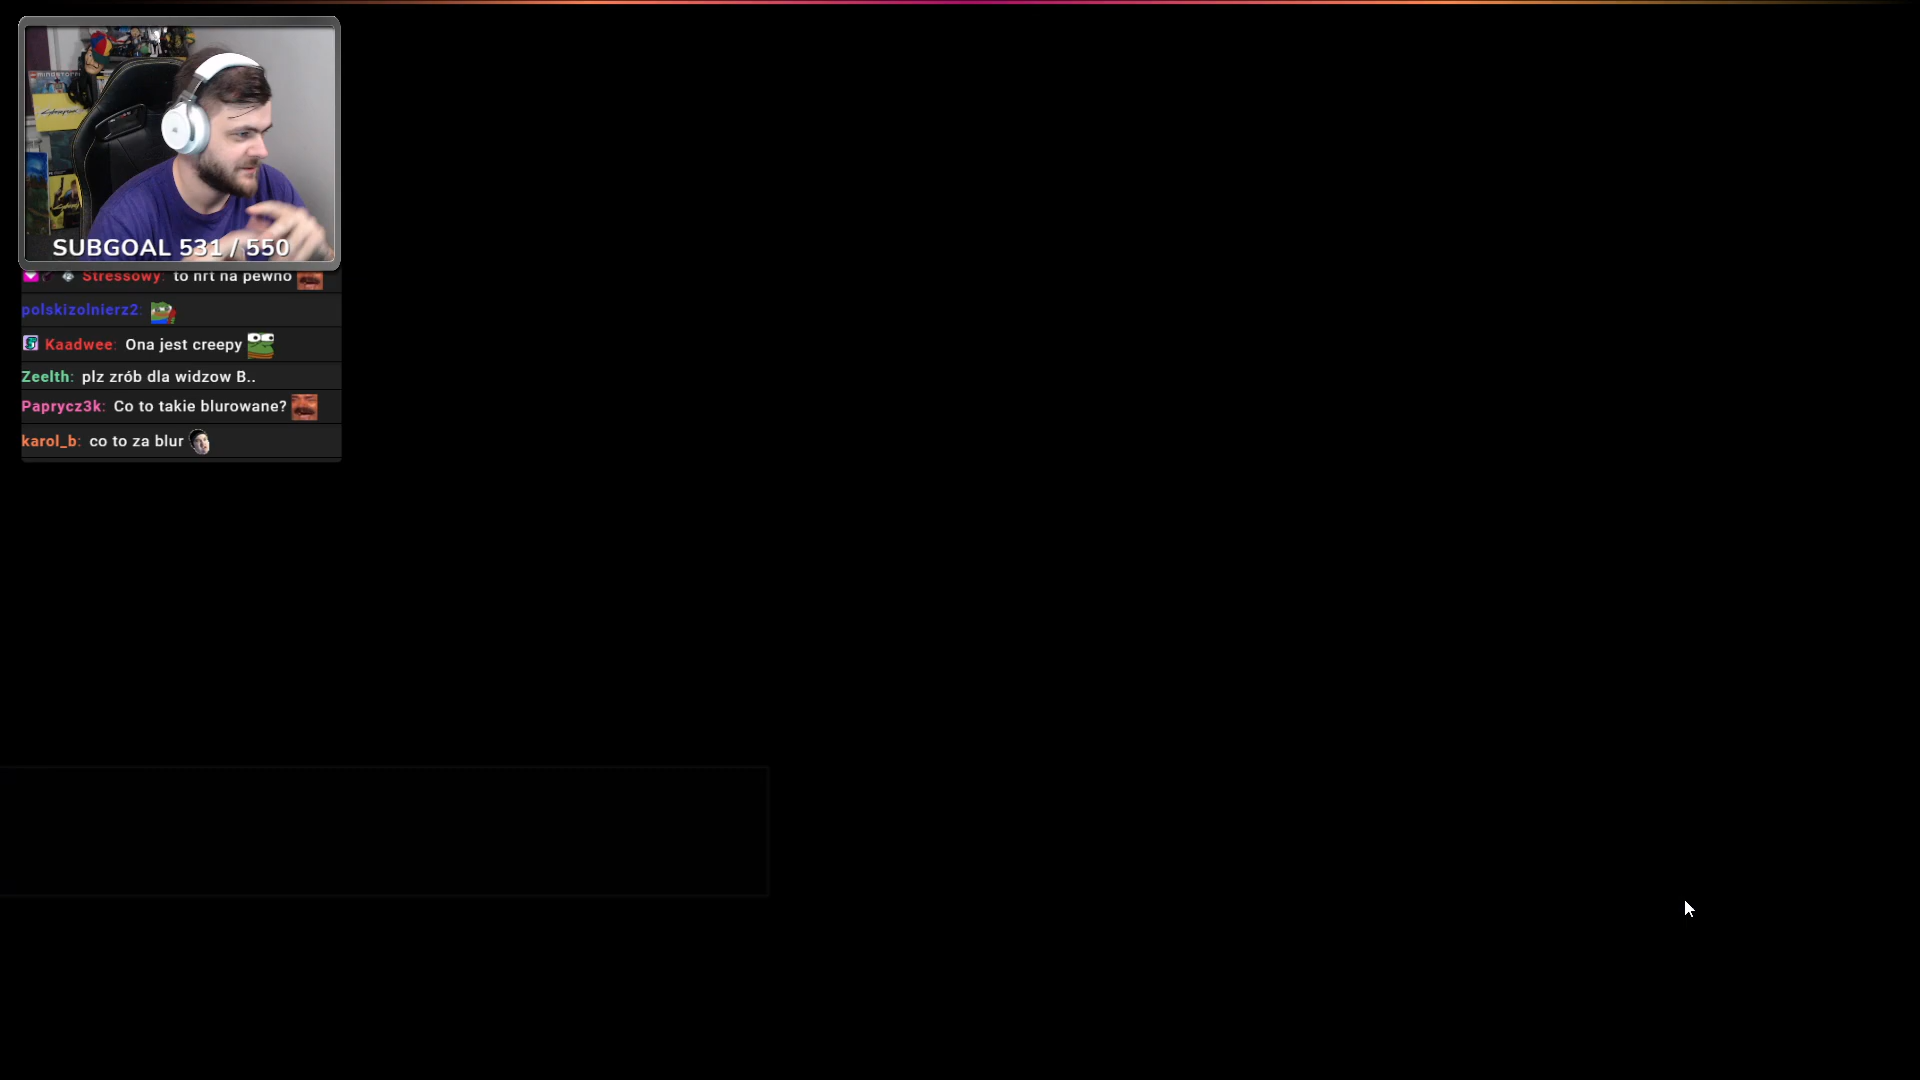 SUBGOAL 531 / 550
Stressowy: to nrt na pewno
polskizolnierz2:
Kaadwee: Ona jest creepy
Zeelth: plz zrób dla widzow B..
Paprycz3k: Co to takie blurowane?
karol_b: co to za blur